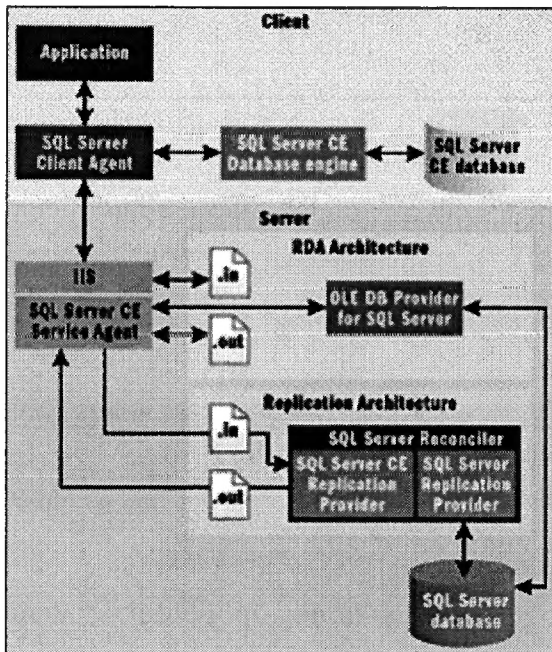 Client
Application
SQL Server
Client Agent
SQL Server CE
Database engine
SQL Server
CE database
Server
RDA Architecture
IIS
.in
SQL Server CE
Service Agent
OLE DB Provider
for SQL Server
.out
Replication Architecture
.in
SQL Server Reconciler
SQL Server CE
Replication
Provider
SQL Server
Replication
Provider
.out
SQL Server
database